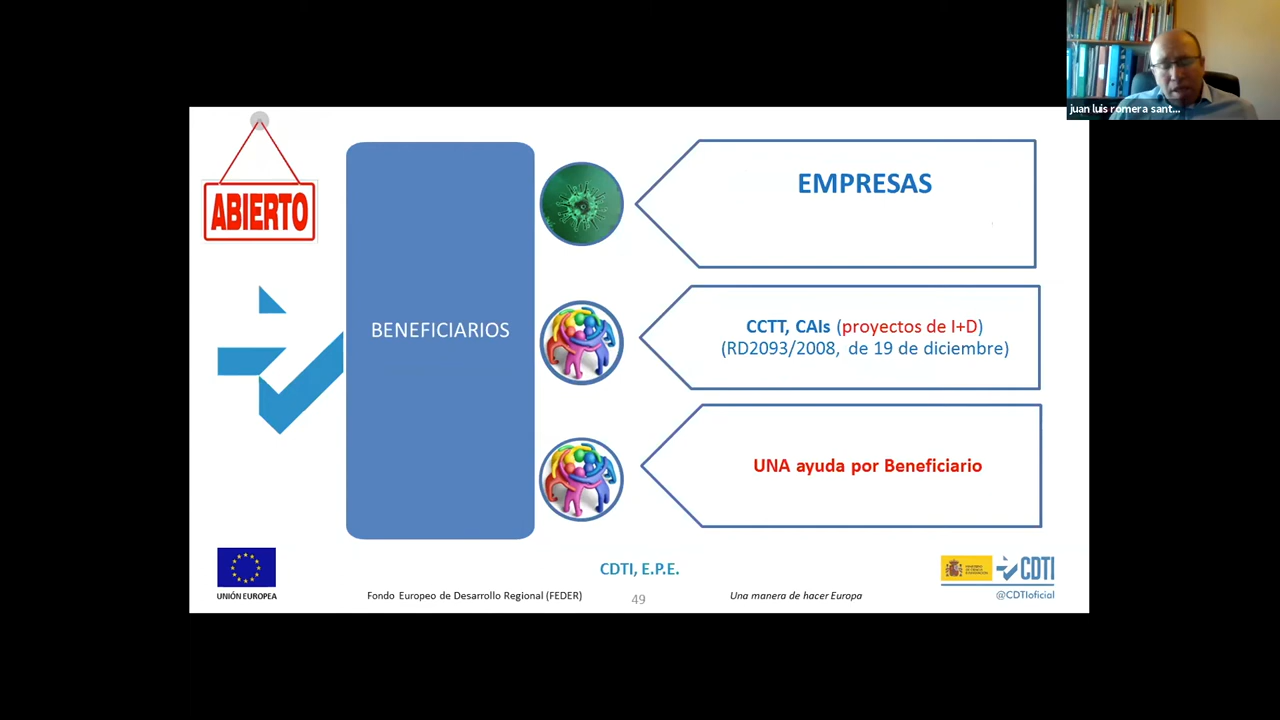 juan luis romera sant...
ABIERTO
BENEFICIARIOS
EMPRESAS
CCTT, CAIs (proyectos de I+D)
(RD2093/2008, de 19 de diciembre)
UNA ayuda por Beneficiario
UNIÓN EUROPEA
CDTI, E.P.E.
Fondo Europeo de Desarrollo Regional (FEDER)
49
Una manera de hacer Europa
CDTI
@CDTIoficial